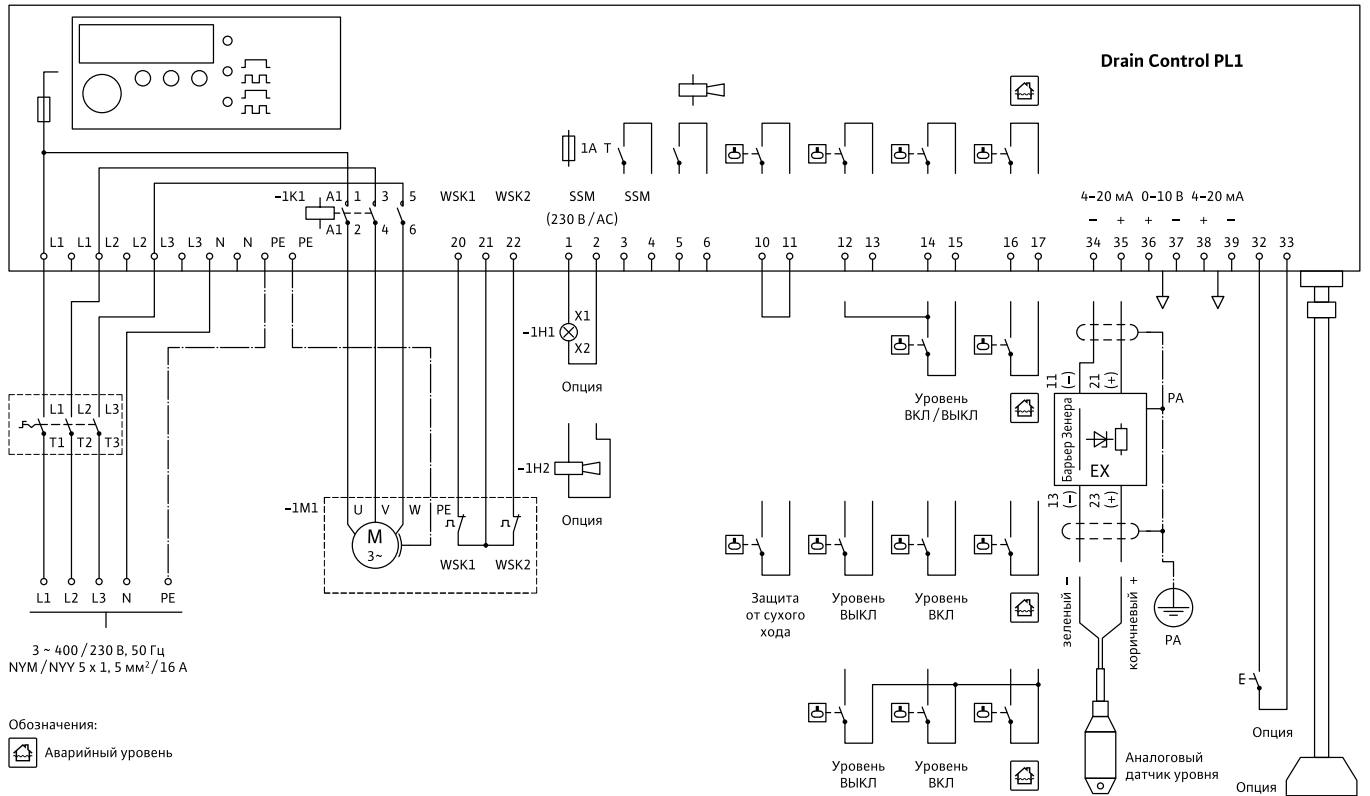 Drain Control PL1
1A T
-1K1 A1 1 3 5 WSK1 WSK2 SSM SSM
(230 В / AC)
4–20 мА 0–10 В 4–20 мА
– + + – + –
A1 2 4 6
L1 L1 L2 L2 L3 L3 N N PE PE
20 21 22 1 2 3 4 5 6 10 11 12 13 14 15 16 17 34 35 36 37 38 39 32 33
-1H1 X1
X2
Опция
Уровень
ВКЛ / ВЫКЛ
11 (–) 21 (+)
PA
Барьер Зенера
EX
13 (–) 23 (+)
L1 L2 L3
T1 T2 T3
-1H2
Опция
-1M1 U V W PE
M
3~
WSK1 WSK2
L1 L2 L3 N PE
3 ~ 400 / 230 В, 50 Гц
NYM / NYY 5 x 1, 5 мм² / 16 А
Защита
от сухого
хода
Уровень
ВЫКЛ
Уровень
ВКЛ
зеленый –
коричневый +
PA
E
Опция
Обозначения:
Аварийный уровень
Уровень
ВЫКЛ
Уровень
ВКЛ
Аналоговый
датчик уровня
Опция